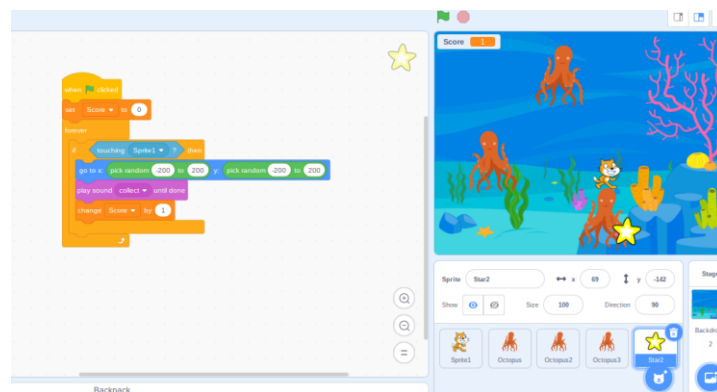 when clicked
set Score to 0
forever
if touching Sprite1 ? then
go to x: pick random -200 to 200 y: pick random -200 to 200
play sound collect until done
change Score by 1
Backpack
Score 1
Sprite Star2 x 69 y -142
Show Size 100 Direction 90
Sprite1 Octopus Octopus2 Octopus3 Star2
Stage
Backdro
2